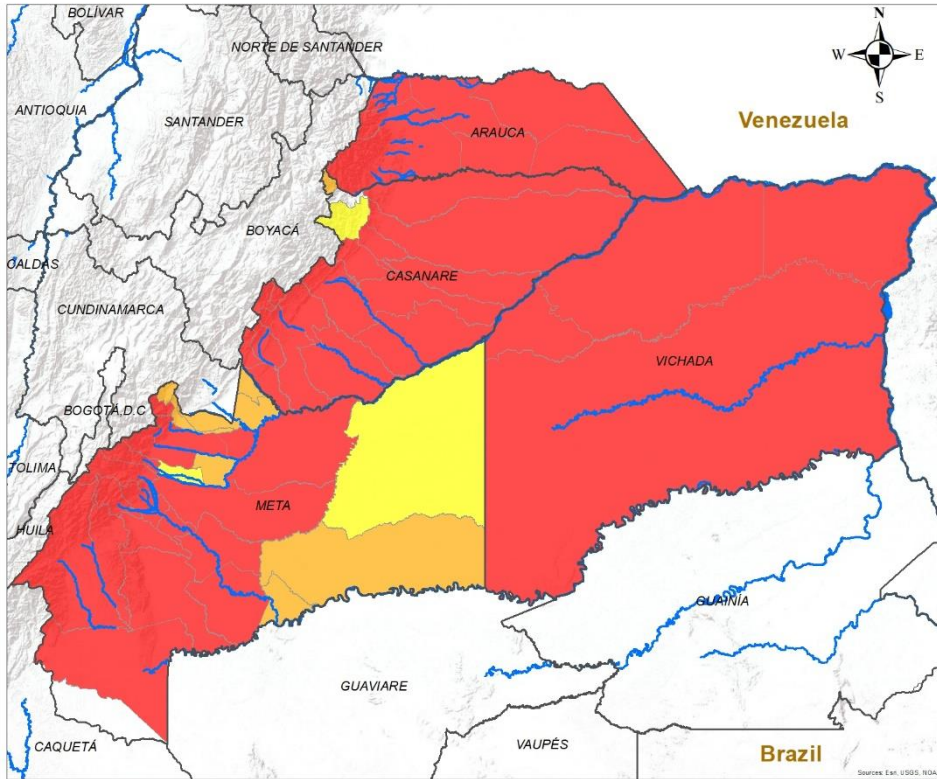 BOLÍVAR
N
NORTE DE SANTANDER
W
E
S
ANTIOQUIA
SANTANDER
ARAUCA
Venezuela
BOYACÁ
CALDAS
CASANARE
CUNDINAMARCA
VICHADA
BOGOTÁ, D.C
TOLIMA
META
HUILA
GUAINÍA
GUAVIARE
CAQUETÁ
VAUPÉS
Brazil
Sources: Esri, USGS, NOAA